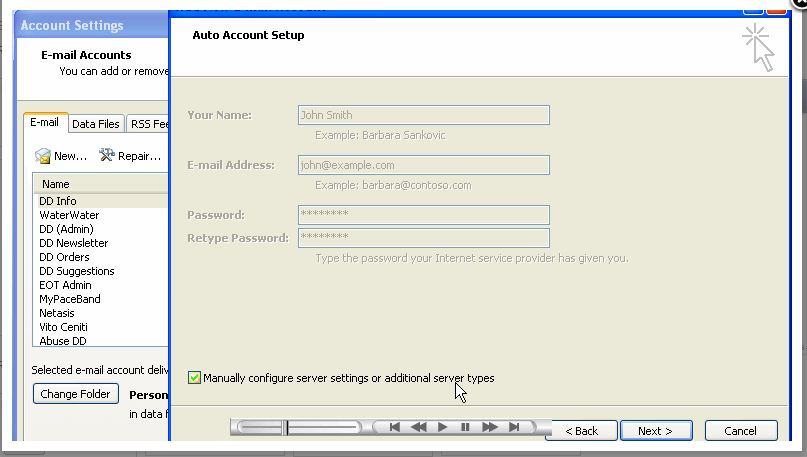 Account Settings
E-mail Accounts
You can add or remove
E-mail
Data Files
RSS Fee
New...
Repair...
Name
DD Info
WaterWater
DD (Admin)
DD Newsletter
DD Orders
DD Suggestions
EOT Admin
MyPaceBand
Netasis
Vito Ceniti
Abuse DD
Selected e-mail account deliv
Change Folder
Person
in data f
Auto Account Setup
Your Name:
John Smith
Example: Barbara Sankovic
E-mail Address:
john@example.com
Example: barbara@contoso.com
Password:
********
Retype Password:
********
Type the password your Internet service provider has given you.
Manually configure server settings or additional server types
< Back
Next >
Cancel